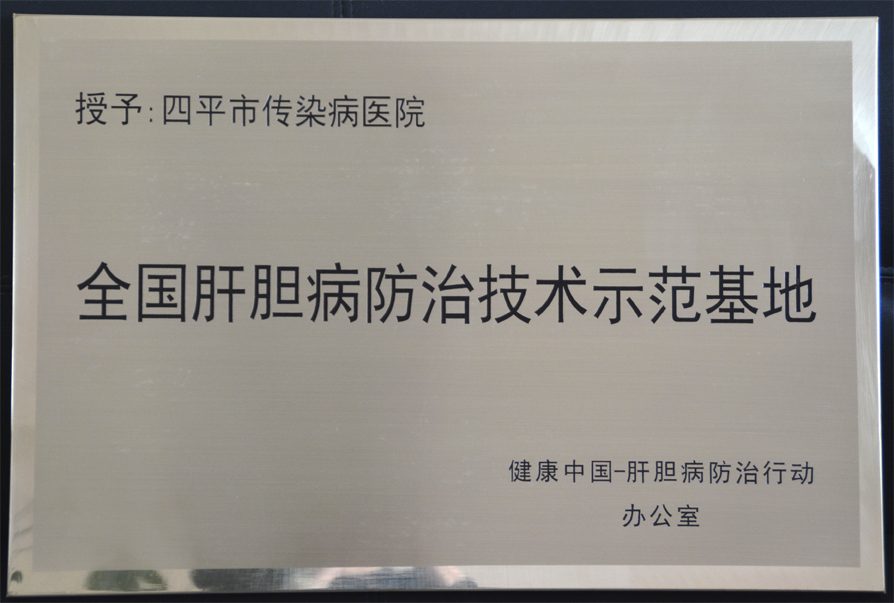 授予:四平市传染病医院
全国肝胆病防治技术示范基地
健康中国-肝胆病防治行动
办公室